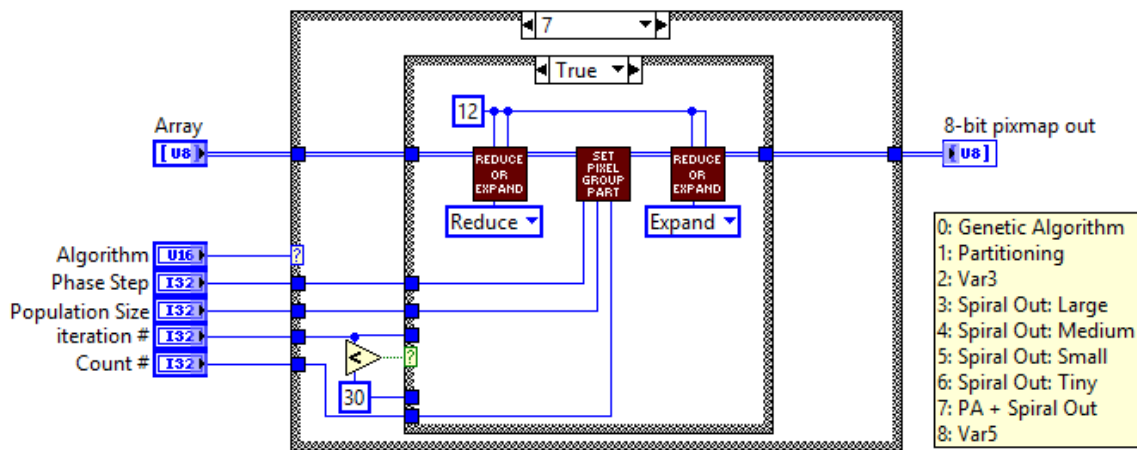 7
True
12
Array
[U8]
REDUCE
OR
EXPAND
SET
PIXEL
GROUP
PART
REDUCE
OR
EXPAND
8-bit pixmap out
[U8]
Reduce
Expand
Algorithm
U16
?
Phase Step
I32
Population Size
I32
iteration #
I32
<
?
Count #
I32
30
0: Genetic Algorithm
1: Partitioning
2: Var3
3: Spiral Out: Large
4: Spiral Out: Medium
5: Spiral Out: Small
6: Spiral Out: Tiny
7: PA + Spiral Out
8: Var5